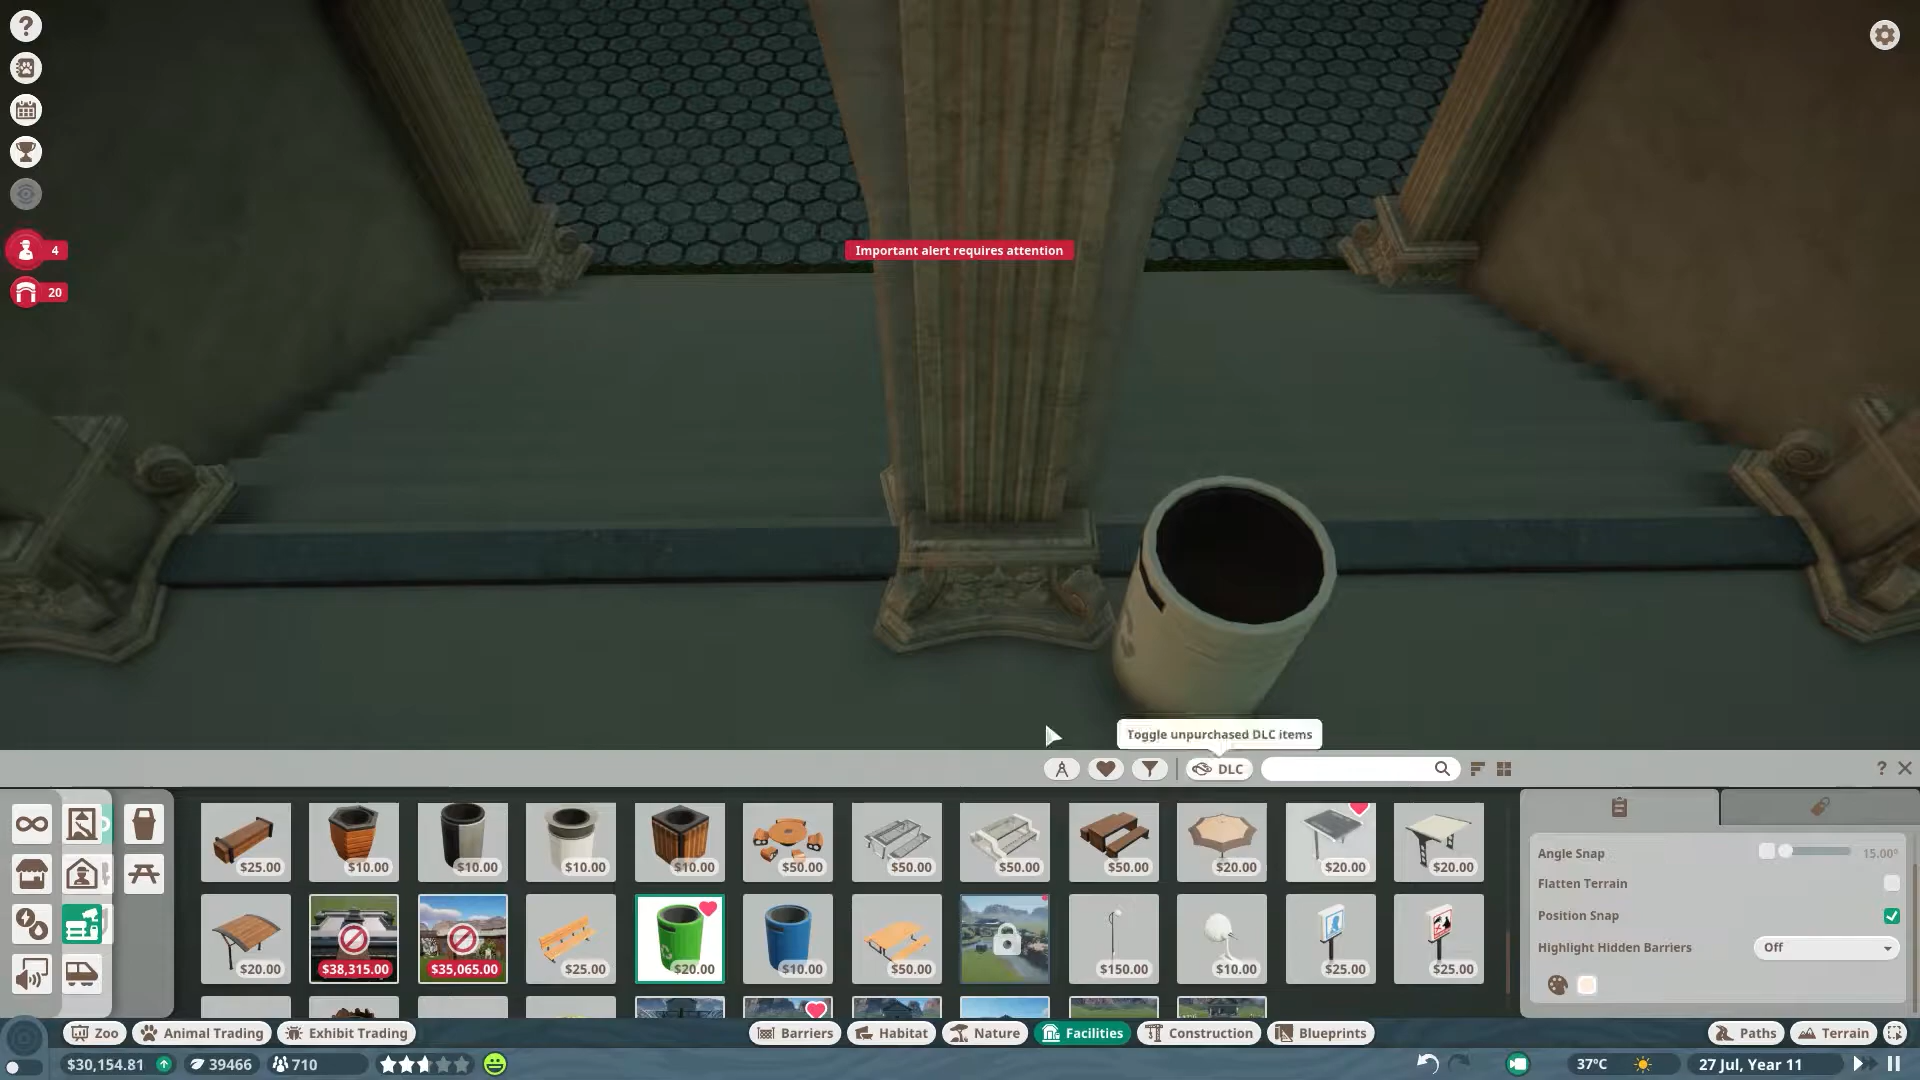 ?
4
20
Important alert requires attention
Toggle unpurchased DLC items
DLC
?
$25.00 $10.00 $10.00 $10.00 $10.00 $50.00 $50.00 $50.00 $50.00 $20.00 $20.00 $20.00
$20.00 $38,315.00 $35,065.00 $25.00 $20.00 $10.00 $50.00 $150.00 $10.00 $25.00 $25.00
Angle Snap 15.00°
Flatten Terrain
Position Snap
Highlight Hidden Barriers Off
Zoo Animal Trading Exhibit Trading Barriers Habitat Nature Facilities Construction Blueprints Paths Terrain
$30,154.81 39466 710 37°C 27 Jul, Year 11